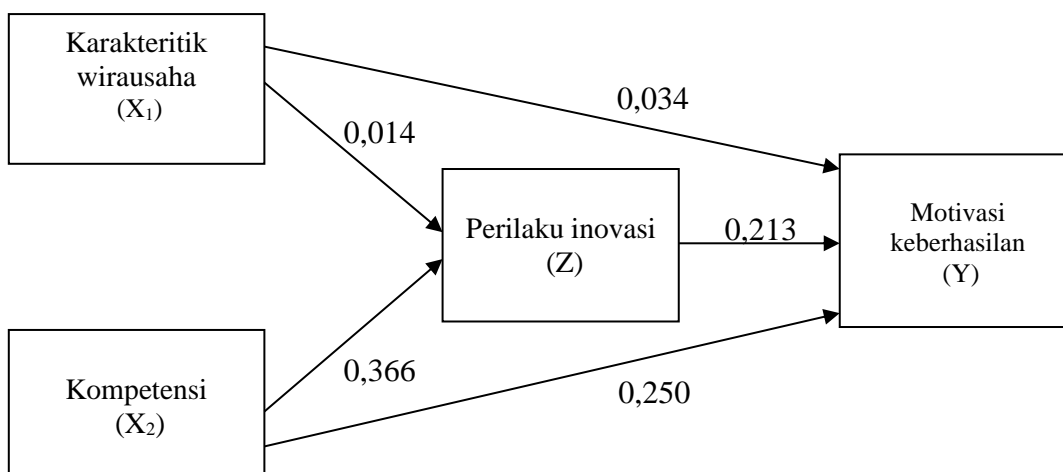 Karakteritik
wirausaha
(X₁)
0,034
0,014
Perilaku inovasi
(Z)
0,213
Motivasi
keberhasilan
(Y)
0,366
0,250
Kompetensi
(X₂)